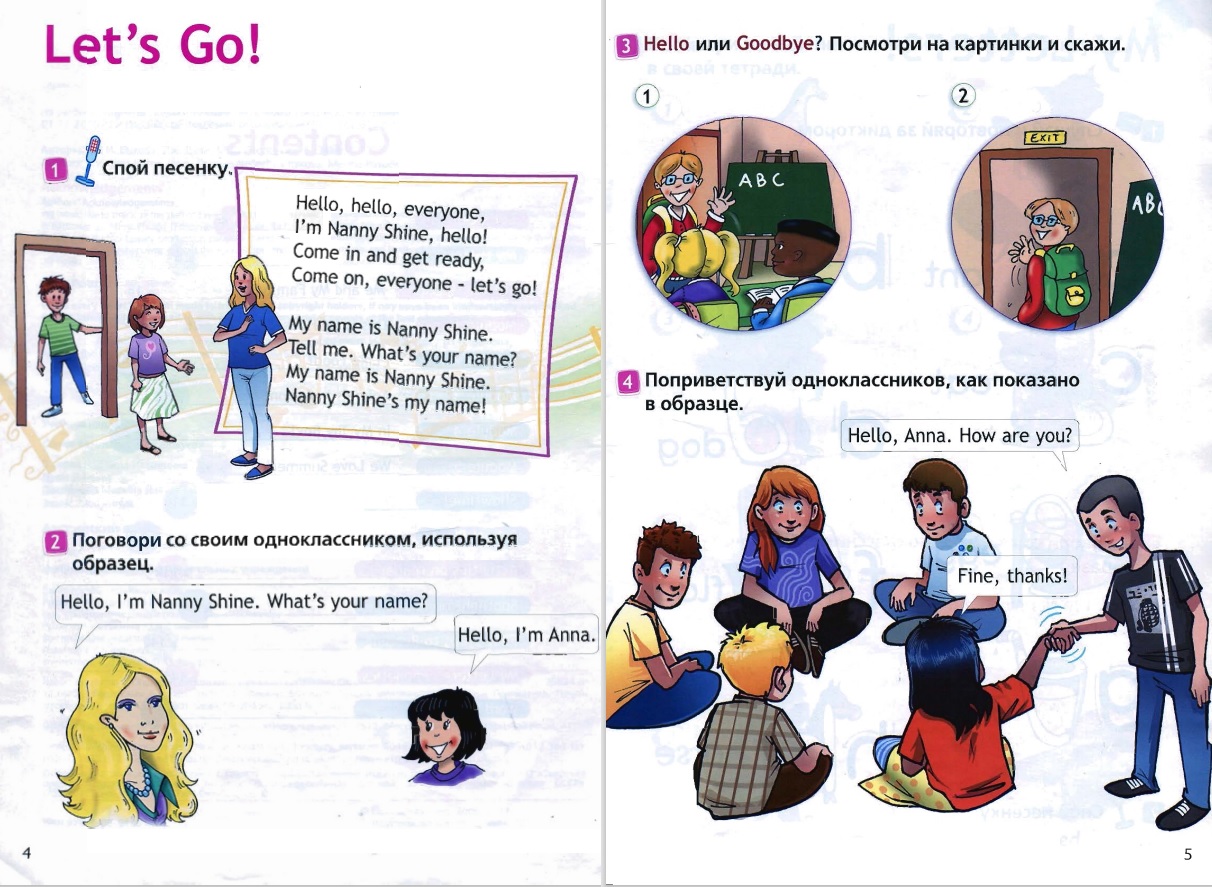 Let's Go!
1 Спой песенку.
Hello, hello, everyone,
I'm Nanny Shine, hello!
Come in and get ready,
Come on, everyone - let's go!
My name is Nanny Shine.
Tell me. What's your name?
My name is Nanny Shine.
Nanny Shine's my name!
2 Поговори со своим одноклассником, используя
образец.
Hello, I'm Nanny Shine. What's your name?
Hello, I'm Anna.
4
3 Hello или Goodbye? Посмотри на картинки и скажи.
1
A B C
2
EXIT
ABC
4 Поприветствуй одноклассников, как показано
в образце.
Hello, Anna. How are you?
Fine, thanks!
5